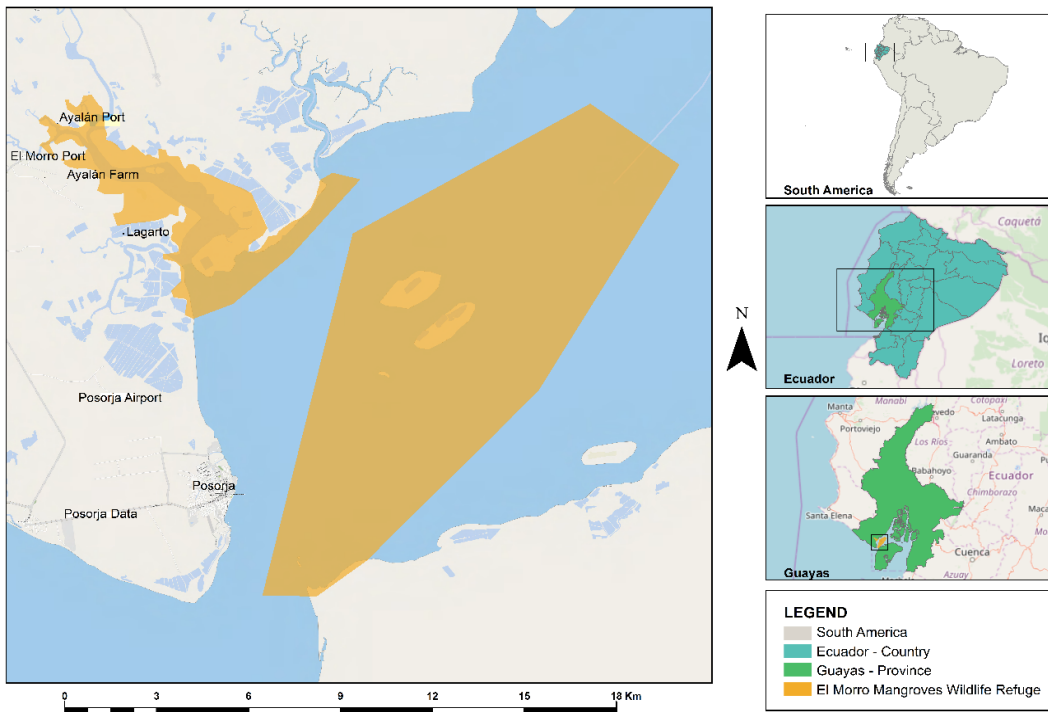 Ayalán Port
El Morro Port
Ayalán Farm
Lagarto
Posorja Airport
Posorja
Posorja Data
0 3 6 9 12 15 18 Km
N
South America
Caquetá
Loreto
Ecuador
Manabi
Cotopaxi
Manta
Latacunga
Portoviejo
Los Ríos
Ambato
Guaranda
Babahoyo
Ecuador
Chimborazo
Santa Elena
Cuenca
Azuay
Guayas
LEGEND
South America
Ecuador - Country
Guayas - Province
El Morro Mangroves Wildlife Refuge